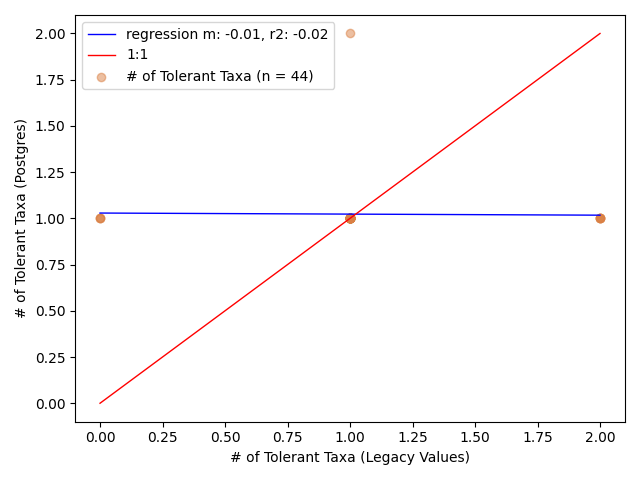 regression m: -0.01, r2: -0.02
1:1
# of Tolerant Taxa (n = 44)
# of Tolerant Taxa (Postgres)
2.00
1.75
1.50
1.25
1.00
0.75
0.50
0.25
0.00
0.00 0.25 0.50 0.75 1.00 1.25 1.50 1.75 2.00
# of Tolerant Taxa (Legacy Values)